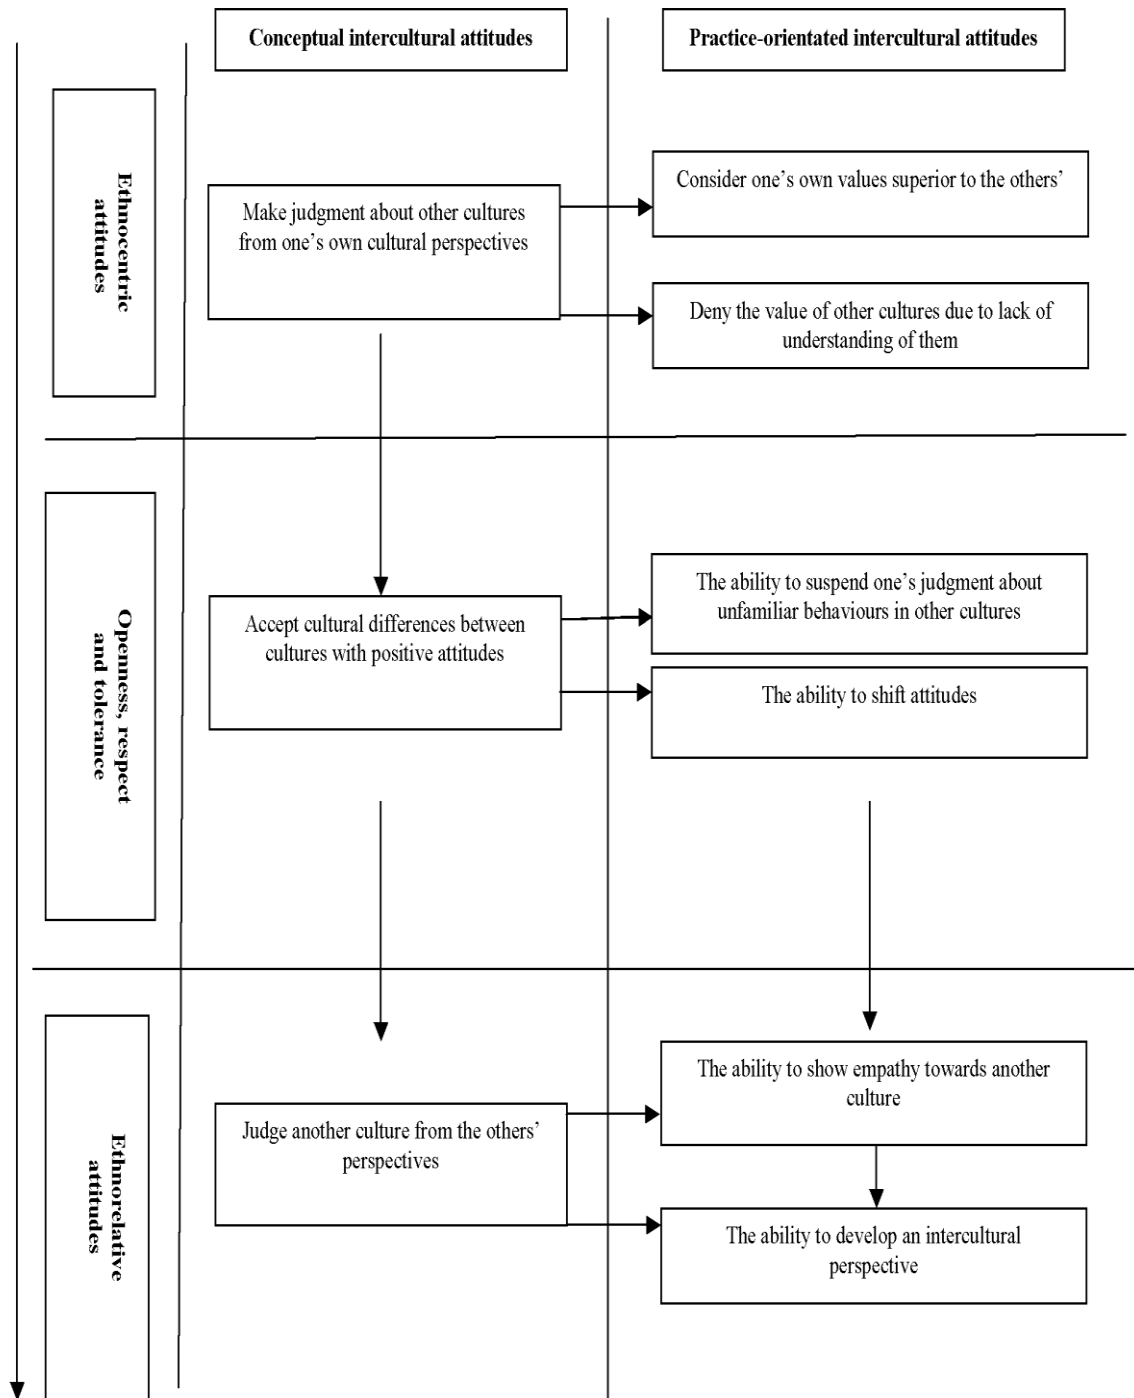 Conceptual intercultural attitudes
Practice-orientated intercultural attitudes
Ethnocentric
attitudes
Make judgment about other cultures
from one’s own cultural perspectives
Consider one’s own values superior to the others’
Deny the value of other cultures due to lack of
understanding of them
Openness, respect
and tolerance
Accept cultural differences between
cultures with positive attitudes
The ability to suspend one’s judgment about
unfamiliar behaviours in other cultures
The ability to shift attitudes
Ethnorelative
attitudes
Judge another culture from the others’
perspectives
The ability to show empathy towards another
culture
The ability to develop an intercultural
perspective